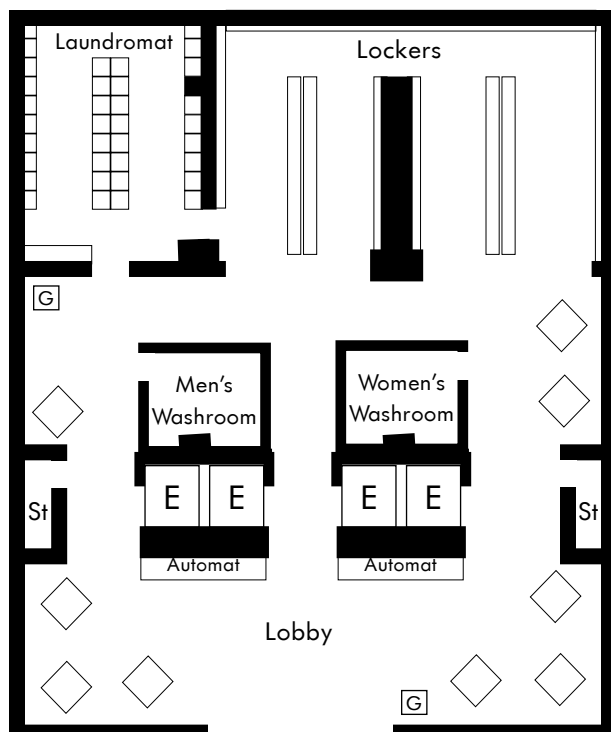 Laundromat
Lockers
G
Men's
Washroom
Women's
Washroom
St
E
E
E
E
St
Automat
Automat
Lobby
G